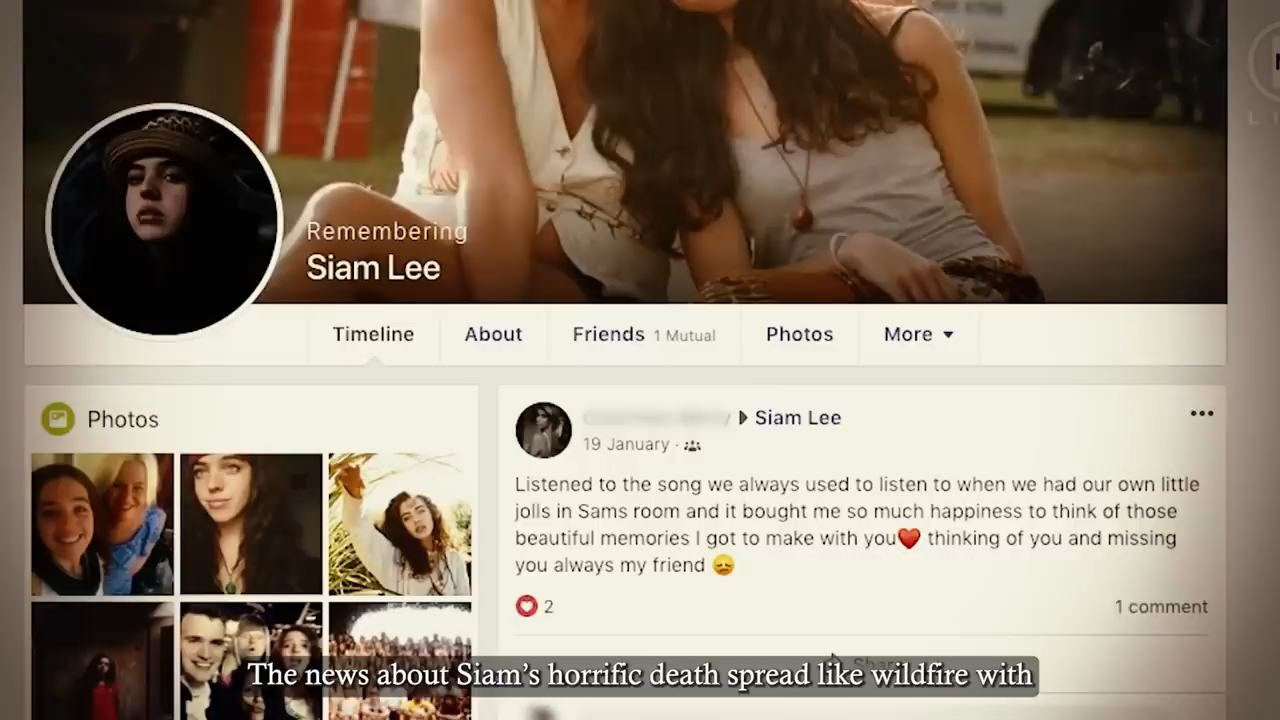 Remembering
Siam Lee
Timeline
About
Friends 1 Mutual
Photos
More
Photos
Siam Lee
19 January ·
Listened to the song we always used to listen to when we had our own little
jolls in Sams room and it bought me so much happiness to think of those
beautiful memories I got to make with you❤️ thinking of you and missing
you always my friend 😞
2
1 comment
Share
The news about Siam’s horrific death spread like wildfire with